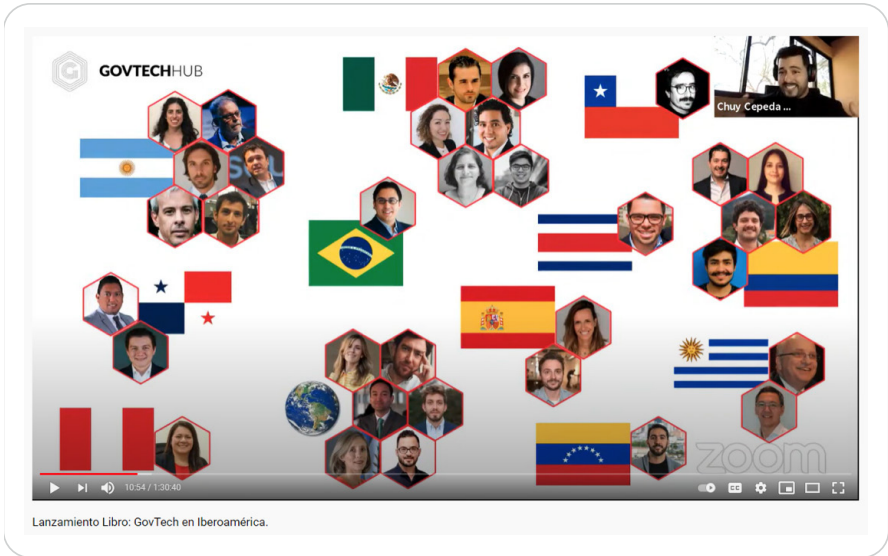 GOVTECHHUB
Chuy Cepeda ...
zoom
10:54 / 1:30:40
CC
Lanzamiento Libro: GovTech en Iberoamérica.